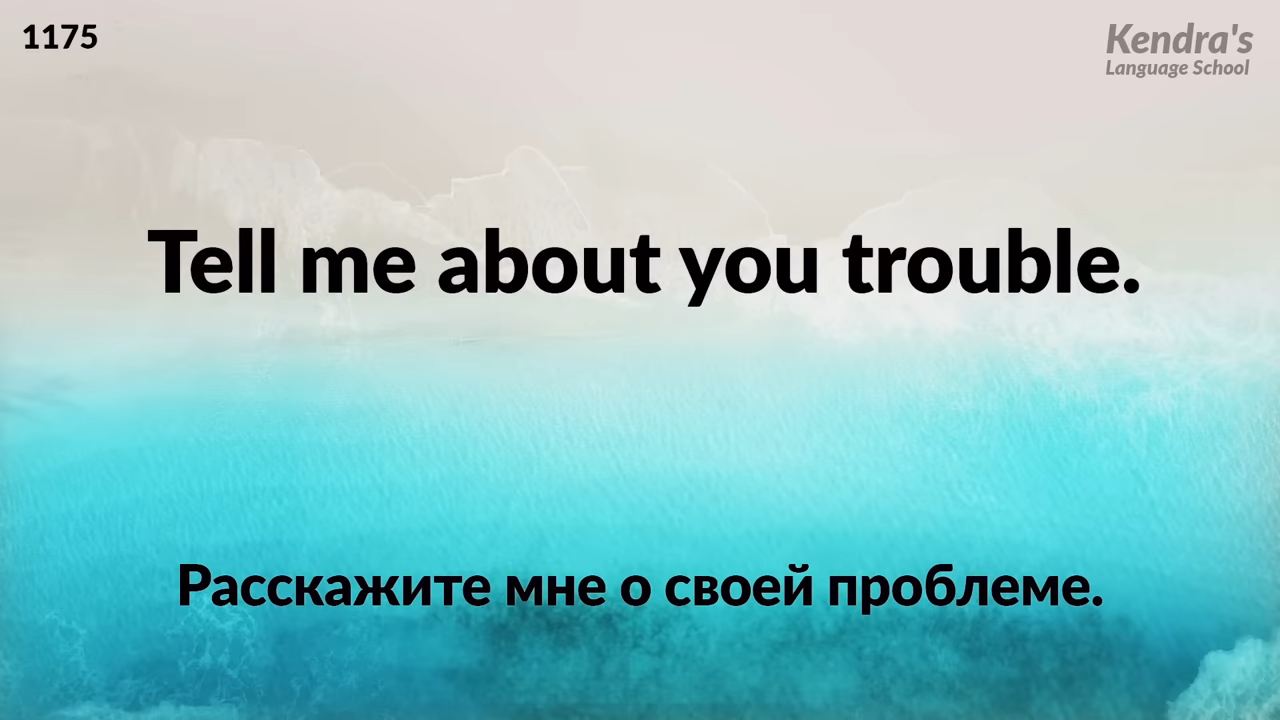 1175
Kendra's
Language School
Tell me about you trouble.
Расскажите мне о своей проблеме.